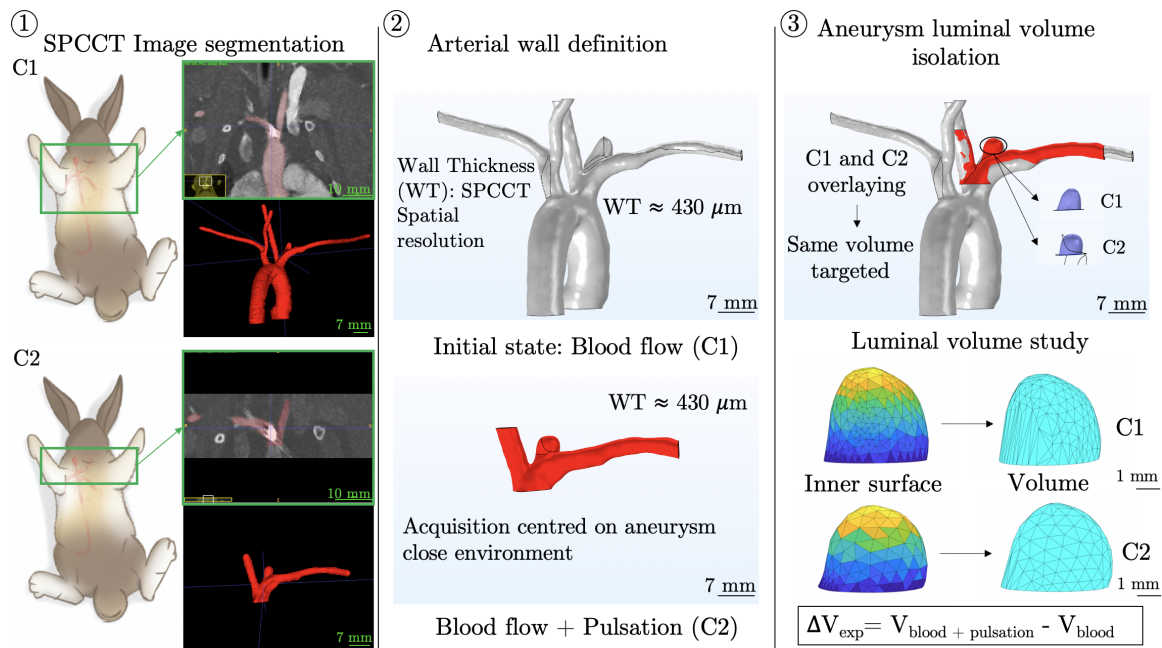 ①
SPCCT Image segmentation
C1
10 mm
7 mm
C2
10 mm
7 mm
②
Arterial wall definition
Wall Thickness
(WT): SPCCT
Spatial
resolution
WT ≈ 430 μm
7 mm
Initial state: Blood flow (C1)
WT ≈ 430 μm
Acquisition centred on aneurysm
close environment
7 mm
Blood flow + Pulsation (C2)
③
Aneurysm luminal volume
isolation
C1 and C2
overlaying
Same volume
targeted
C1
C2
7 mm
Luminal volume study
C1
1 mm
Inner surface
Volume
C2
1 mm
ΔVexp= Vblood + pulsation - Vblood